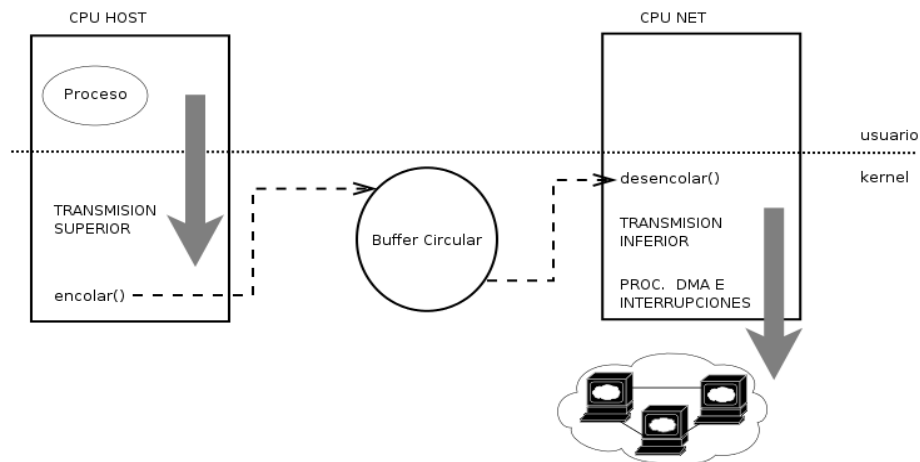 CPU HOST
CPU NET
Proceso
usuario
kernel
desencolar()
TRANSMISION
SUPERIOR
Buffer Circular
TRANSMISION
INFERIOR
encolar()
PROC. DMA E
INTERRUPCIONES